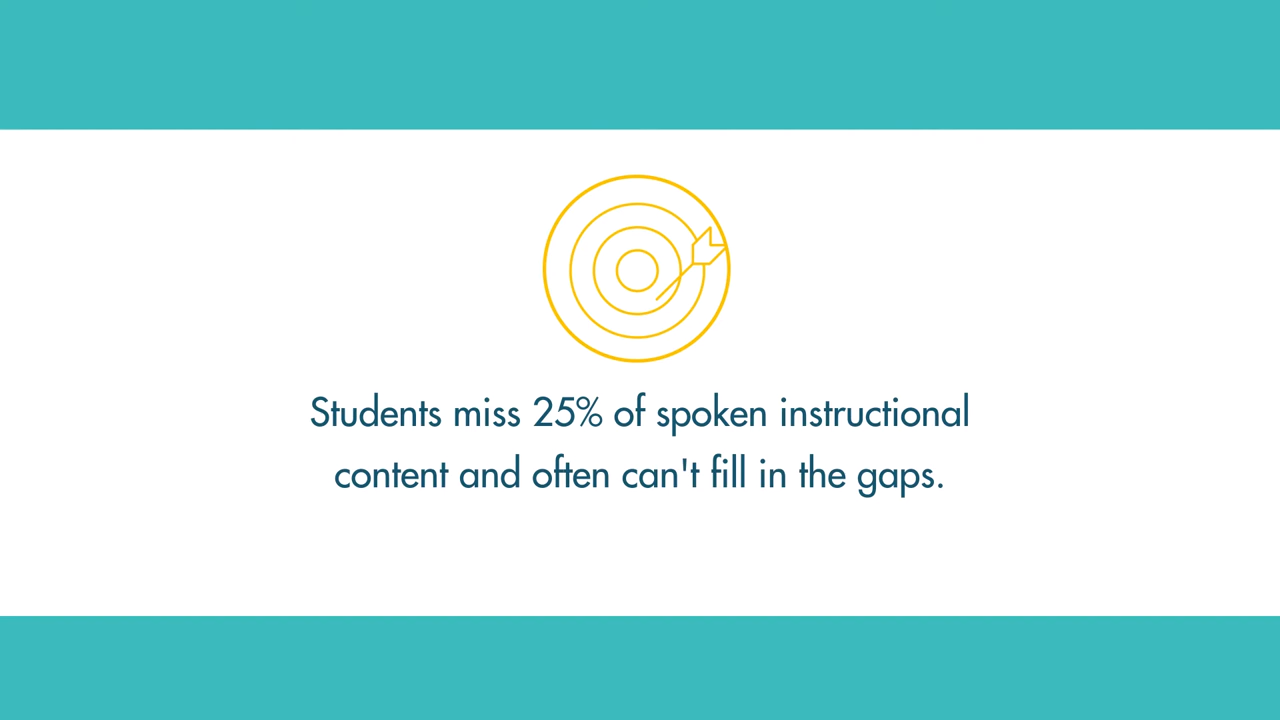 Students miss 25% of spoken instructional
content and often can't fill in the gaps.